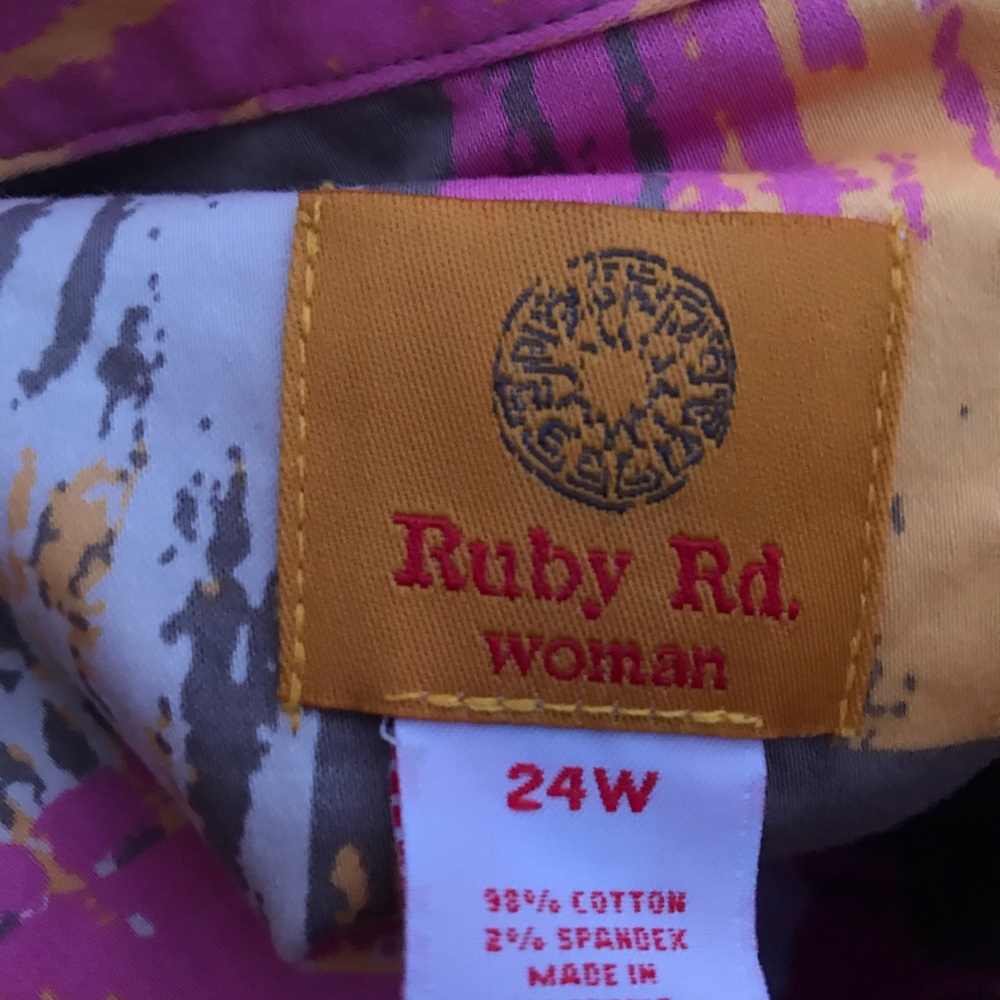 Ruby Rd.
woman
24W
98% COTTON
2% SPANDEX
MADE IN